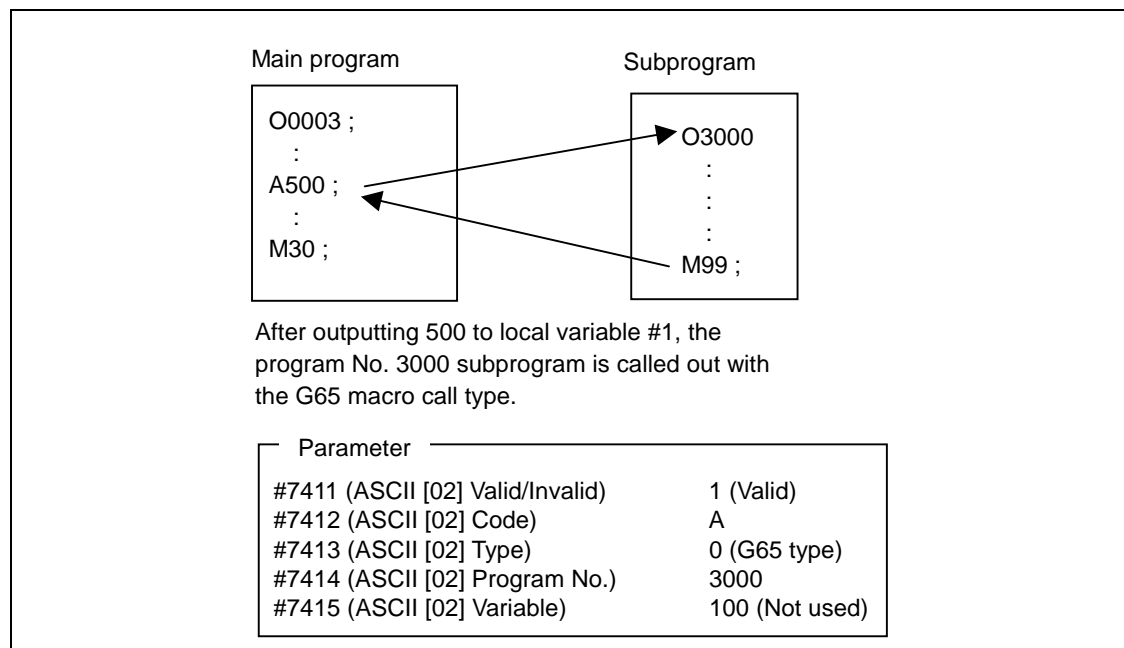 Main program
O0003 ;
:
A500 ;
:
M30 ;
Subprogram
O3000
:
:
:
M99 ;
After outputting 500 to local variable #1, the
program No. 3000 subprogram is called out with
the G65 macro call type.
Parameter
#7411 (ASCII [02] Valid/Invalid) 1 (Valid)
#7412 (ASCII [02] Code) A
#7413 (ASCII [02] Type) 0 (G65 type)
#7414 (ASCII [02] Program No.) 3000
#7415 (ASCII [02] Variable) 100 (Not used)